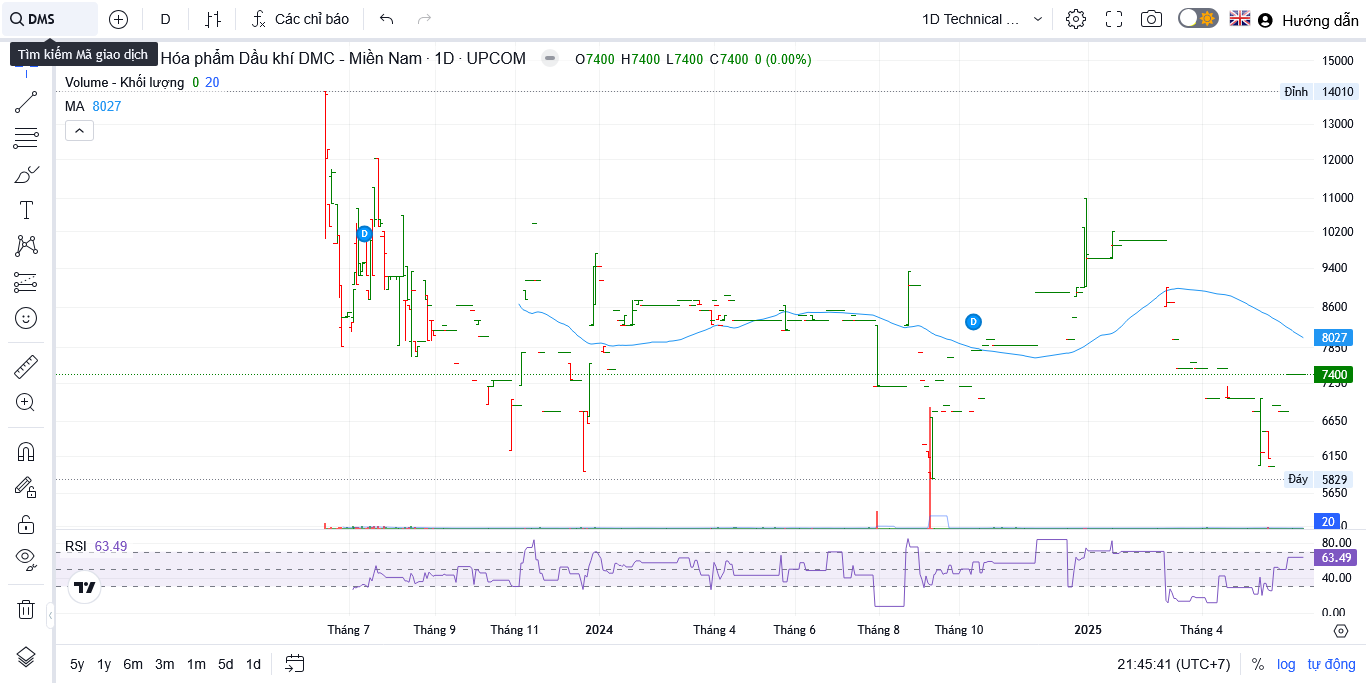 DMS
D
Các chỉ báo
1D Technical ...
Hướng dẫn
Tìm kiếm Mã giao dịch
Hóa phẩm Dầu khí DMC - Miền Nam · 1D · UPCOM
O7400 H7400 L7400 C7400 0 (0.00%)
Volume - Khối lượng 0 20
MA 8027
15000
Đỉnh 14010
13000
12000
11000
10200
9400
8600
8027
7850
7400
7250
6650
6150
Đáy 5829
5650
20
0
D
D
RSI 63.49
80.00
63.49
40.00
0.00
Tháng 7
Tháng 9
Tháng 11
2024
Tháng 4
Tháng 6
Tháng 8
Tháng 10
2025
Tháng 4
5y 1y 6m 3m 1m 5d 1d
21:45:41 (UTC+7) % log tự động